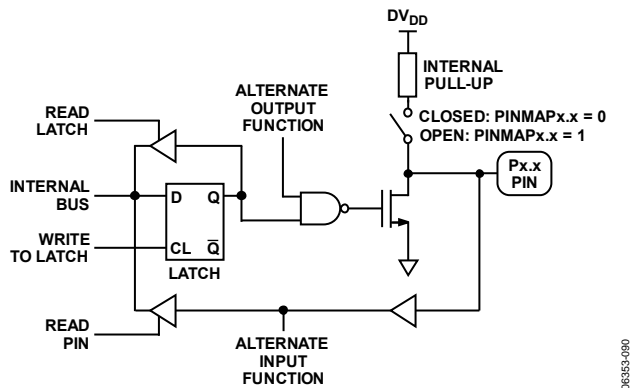 DVDD
INTERNAL
PULL-UP
CLOSED: PINMAPx.x = 0
OPEN: PINMAPx.x = 1
ALTERNATE
OUTPUT
FUNCTION
READ
LATCH
Px.x
PIN
INTERNAL
BUS
D Q
WRITE
TO LATCH
CL Q̅
LATCH
READ
PIN
ALTERNATE
INPUT
FUNCTION
06353-090